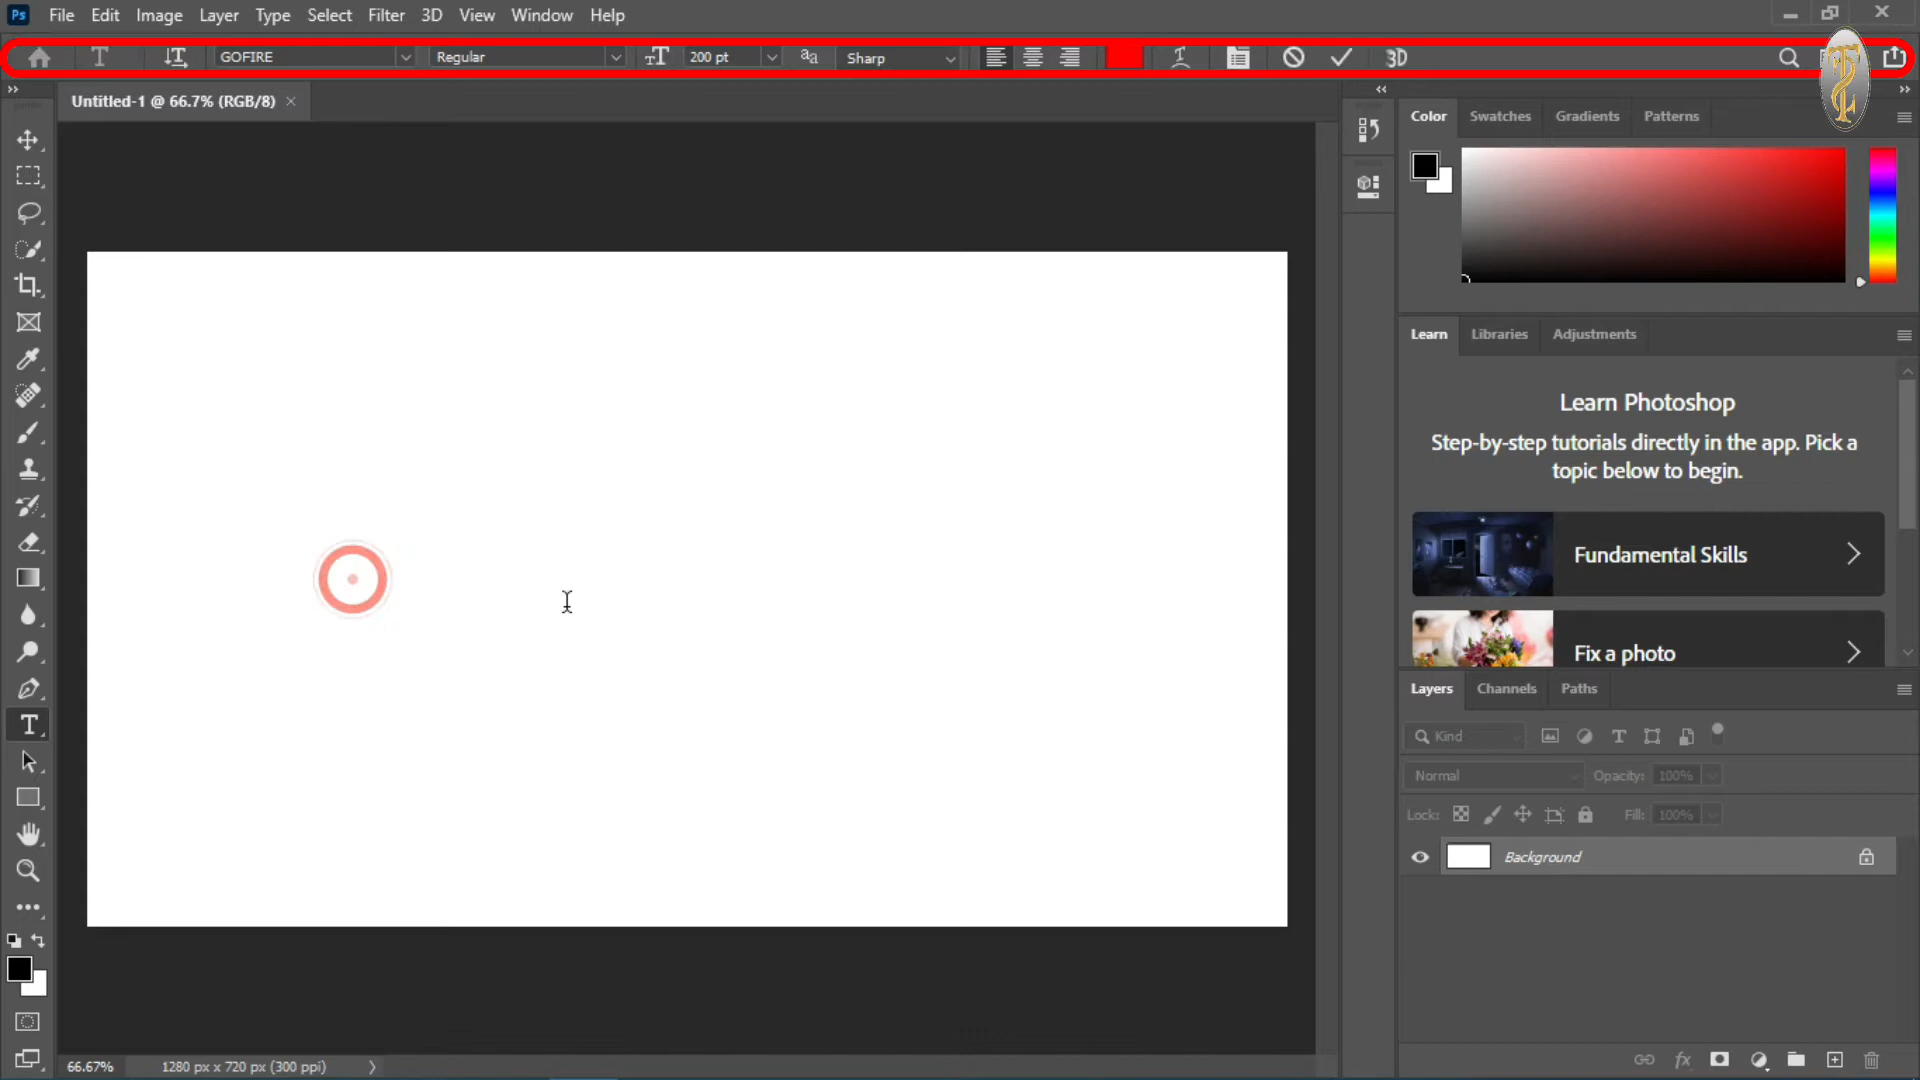 Ps File Edit Image Layer Type Select Filter 3D View Window Help
GOFIRE Regular 200 pt aa Sharp 3D
Untitled-1 @ 66.7% (RGB/8) ×
Color Swatches Gradients Patterns
Learn Libraries Adjustments
Learn Photoshop
Step-by-step tutorials directly in the app. Pick a
topic below to begin.
Fundamental Skills
Fix a photo
Layers Channels Paths
Kind
Normal Opacity: 100%
Lock: Fill: 100%
Background
fx
66.67% 1280 px x 720 px (300 ppi)